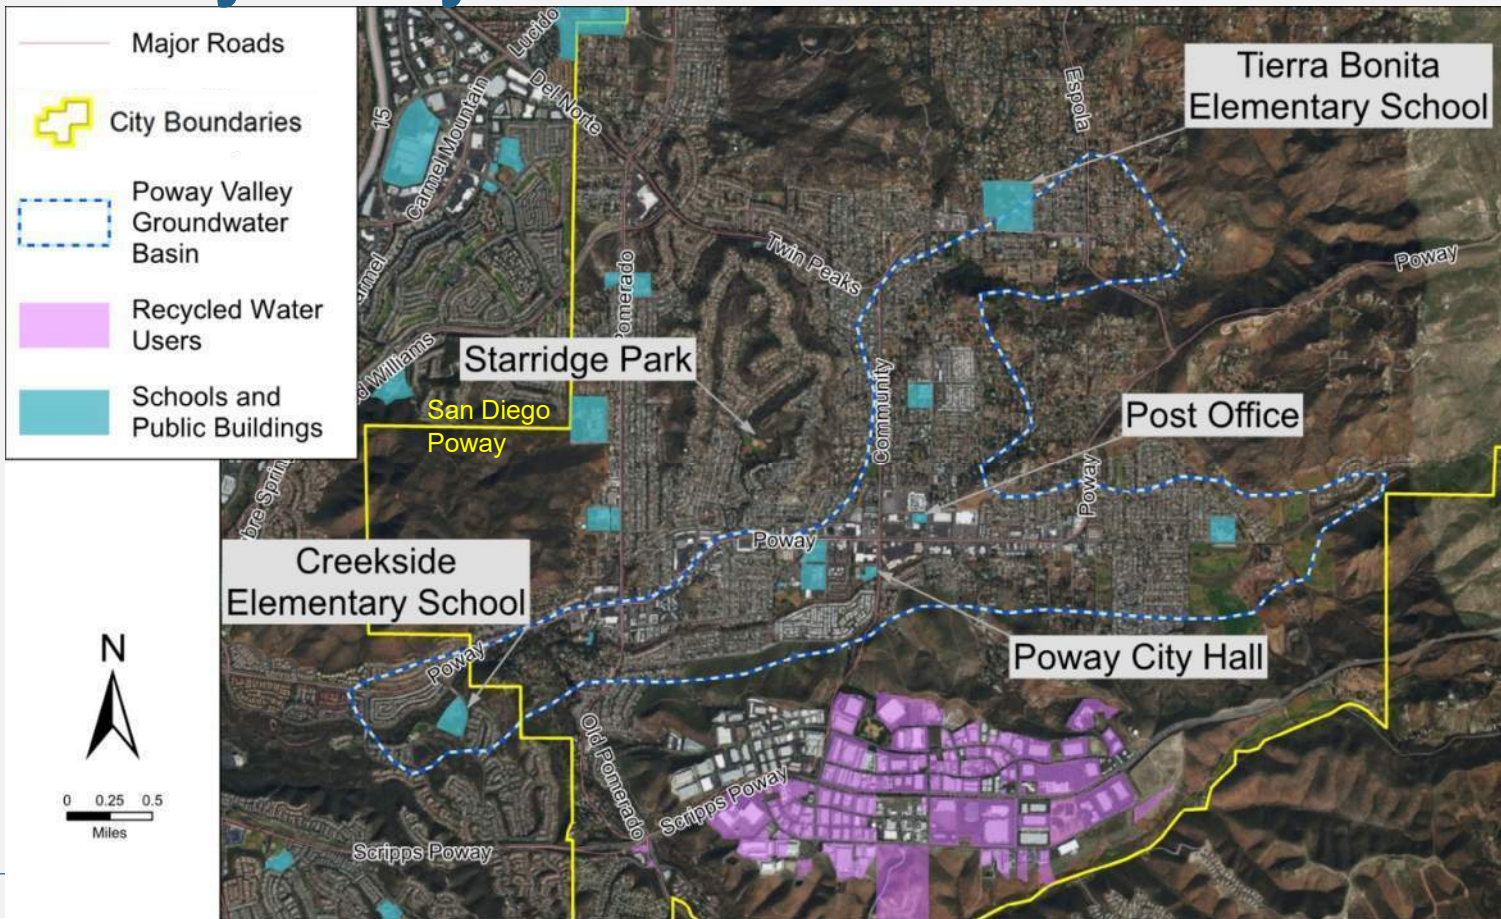 Major Roads
City Boundaries
Poway Valley
Groundwater
Basin
Recycled Water
Users
Schools and
Public Buildings
N
0 0.25 0.5
Miles
Lucido
Del Norte
15
Carmel Mountain
Espola
Tierra Bonita
Elementary School
Twin Peaks
Poway
Starridge Park
San Diego
Poway
Community
Post Office
Poway
Poway
Creekside
Elementary School
Poway
Poway City Hall
Old Pomerado
Scripps Poway
Scripps Poway
Williams
Pomerado